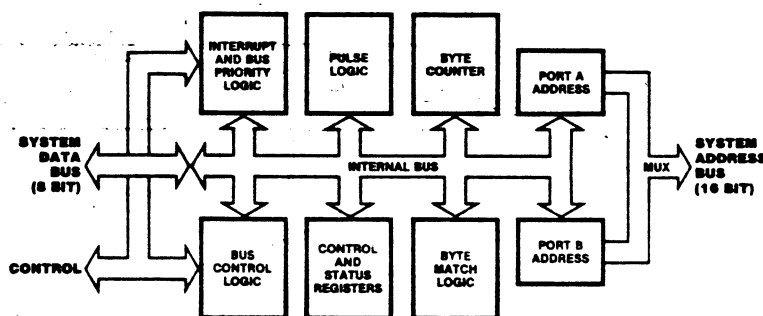 INTERRUPT
AND BUS
PRIORITY
LOGIC
PULSE
LOGIC
BYTE
COUNTER
PORT A
ADDRESS
SYSTEM
DATA
BUS
(8 BIT)
INTERNAL BUS
MUX
SYSTEM
ADDRESS
BUS
(16 BIT)
CONTROL
BUS
CONTROL
LOGIC
CONTROL
AND
STATUS
REGISTERS
BYTE
MATCH
LOGIC
PORT B
ADDRESS